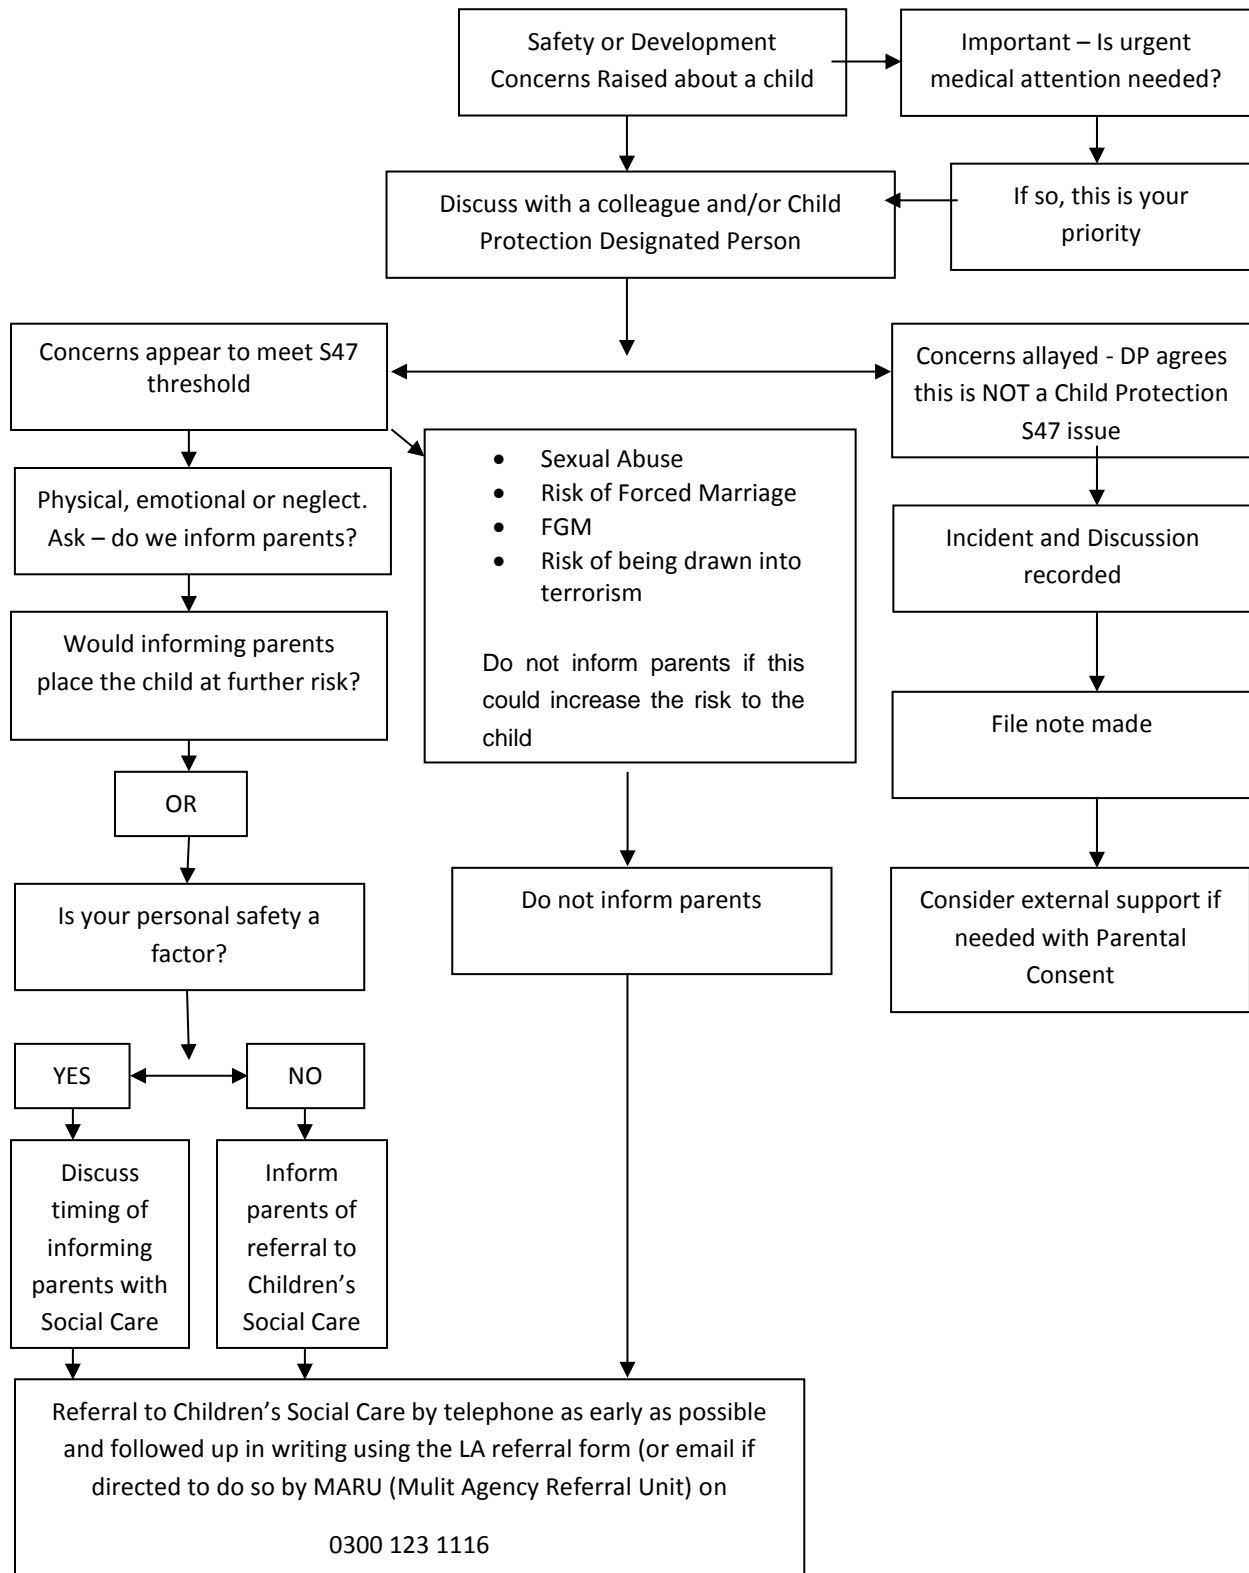 Safety or Development
Concerns Raised about a child
Important – Is urgent
medical attention needed?
Discuss with a colleague and/or Child
Protection Designated Person
If so, this is your
priority
Concerns appear to meet S47
threshold
Concerns allayed - DP agrees
this is NOT a Child Protection
S47 issue
Physical, emotional or neglect.
Ask – do we inform parents?
• Sexual Abuse
• Risk of Forced Marriage
• FGM
• Risk of being drawn into
terrorism
Do not inform parents if this
could increase the risk to the
child
Incident and Discussion
recorded
Would informing parents
place the child at further risk?
File note made
OR
Is your personal safety a
factor?
Do not inform parents
Consider external support if
needed with Parental
Consent
YES
NO
Discuss
timing of
informing
parents with
Social Care
Inform
parents of
referral to
Children’s
Social Care
Referral to Children’s Social Care by telephone as early as possible
and followed up in writing using the LA referral form (or email if
directed to do so by MARU (Mulit Agency Referral Unit) on
0300 123 1116